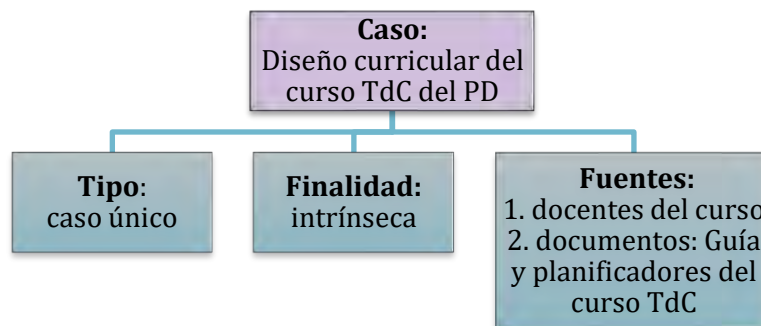 Caso:
Diseño curricular del
curso TdC del PD
Tipo:
caso único
Finalidad:
intrínseca
Fuentes:
1. docentes del curso
2. documentos: Guía
y planificadores del
curso TdC